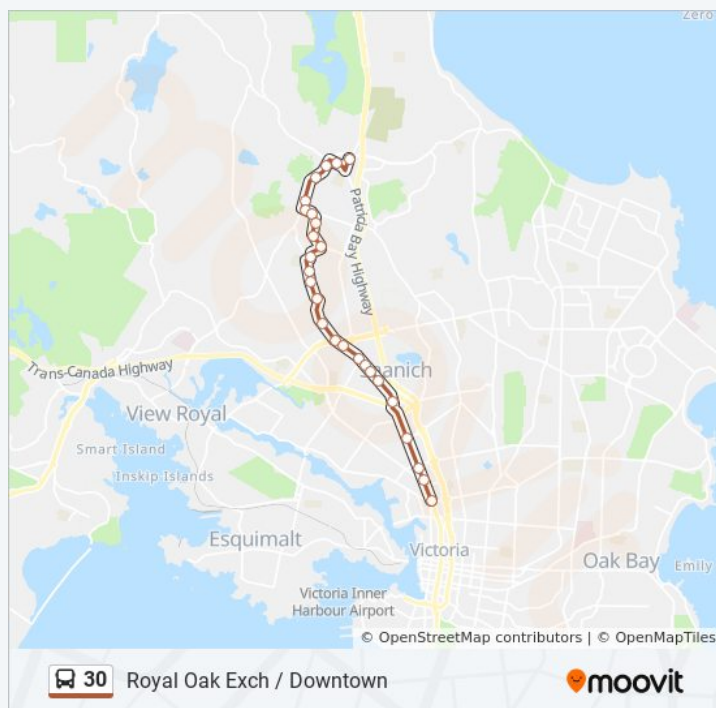 Zero
Patricia Bay Highway
Saanich
Trans-Canada Highway
View Royal
Smart Island
Inskip Islands
Esquimalt
Victoria
Oak Bay
Emily
Victoria Inner
Harbour Airport
© OpenStreetMap contributors | © OpenMapTiles
30 Royal Oak Exch / Downtown
moovit